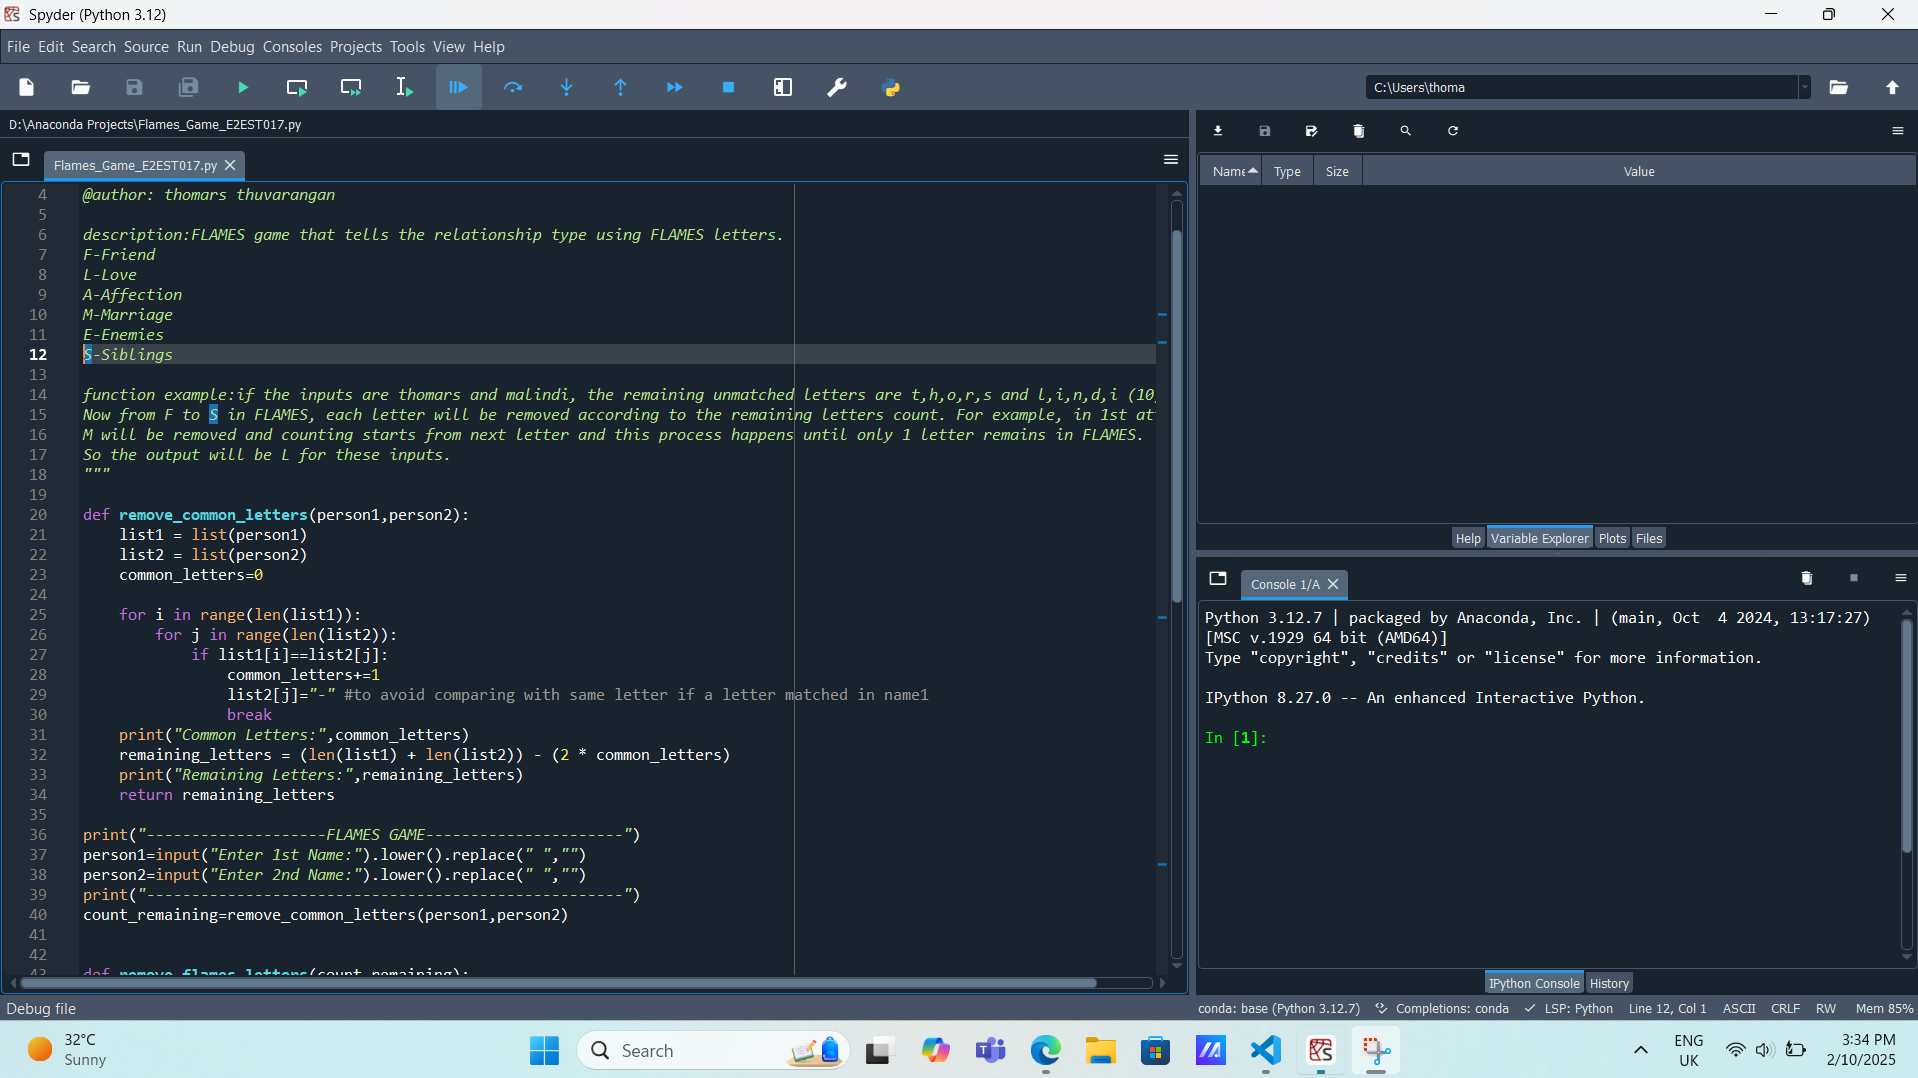 Spyder (Python 3.12)
File Edit Search Source Run Debug Consoles Projects Tools View Help
C:\Users\thoma
D:\Anaconda Projects\Flames_Game_E2EST017.py
Flames_Game_E2EST017.py
4 @author: thomars thuvarangan
5
6 description:FLAMES game that tells the relationship type using FLAMES letters.
7 F-Friend
8 L-Love
9 A-Affection
10 M-Marriage
11 E-Enemies
12 S-Siblings
13
14 function example:if the inputs are thomars and malindi, the remaining unmatched letters are t,h,o,r,s and l,i,n,d,i (10
15 Now from F to S in FLAMES, each letter will be removed according to the remaining letters count. For example, in 1st at
16 M will be removed and counting starts from next letter and this process happens until only 1 letter remains in FLAMES.
17 So the output will be L for these inputs.
18 """
19
20 def remove_common_letters(person1,person2):
21 list1 = list(person1)
22 list2 = list(person2)
23 common_letters=0
24
25 for i in range(len(list1)):
26 for j in range(len(list2)):
27 if list1[i]==list2[j]:
28 common_letters+=1
29 list2[j]="-" #to avoid comparing with same letter if a letter matched in name1
30 break
31 print("Common Letters:",common_letters)
32 remaining_letters = (len(list1) + len(list2)) - (2 * common_letters)
33 print("Remaining Letters:",remaining_letters)
34 return remaining_letters
35
36 print("--------------------FLAMES GAME----------------------")
37 person1=input("Enter 1st Name:").lower().replace(" ","")
38 person2=input("Enter 2nd Name:").lower().replace(" ","")
39 print("-----------------------------------------------------")
40 count_remaining=remove_common_letters(person1,person2)
41
42
43 def remove_flames_letters(count_remaining):
Name Type Size Value
Help Variable Explorer Plots Files
Console 1/A
Python 3.12.7 | packaged by Anaconda, Inc. | (main, Oct 4 2024, 13:17:27)
[MSC v.1929 64 bit (AMD64)]
Type "copyright", "credits" or "license" for more information.
IPython 8.27.0 -- An enhanced Interactive Python.
In [1]:
IPython Console History
Debug file
conda: base (Python 3.12.7) Completions: conda LSP: Python Line 12, Col 1 ASCII CRLF RW Mem 85%
32°C
Sunny
Search
ENG
UK
3:34 PM
2/10/2025